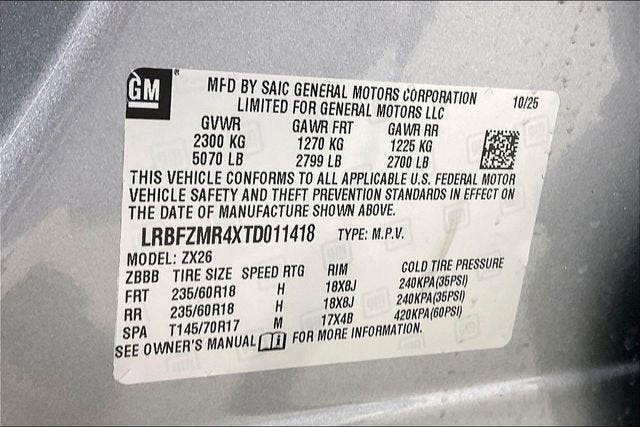 GM
MFD BY SAIC GENERAL MOTORS CORPORATION 10/25
LIMITED FOR GENERAL MOTORS LLC
GVWR GAWR FRT GAWR RR
2300 KG 1270 KG 1225 KG
5070 LB 2799 LB 2700 LB
THIS VEHICLE CONFORMS TO ALL APPLICABLE U.S. FEDERAL MOTOR
VEHICLE SAFETY AND THEFT PREVENTION STANDARDS IN EFFECT ON
THE DATE OF MANUFACTURE SHOWN ABOVE.
LRBFZMR4XTD011418 TYPE: M.P.V.
MODEL: ZX26
ZBBB TIRE SIZE SPEED RTG RIM COLD TIRE PRESSURE
FRT 235/60R18 H 18X8J 240KPA(35PSI)
RR 235/60R18 H 18X8J 240KPA(35PSI)
SPA T145/70R17 M 17X4B 420KPA(60PSI)
SEE OWNER'S MANUAL FOR MORE INFORMATION.